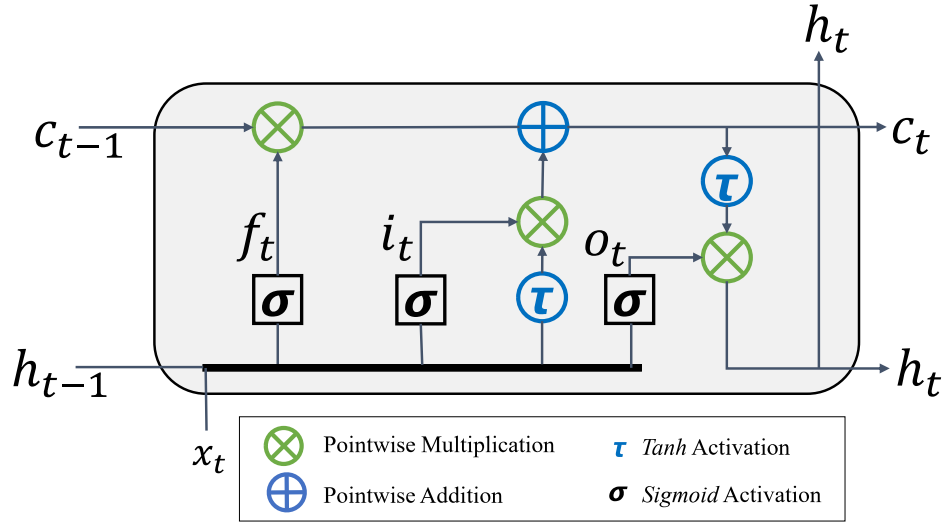 h_t
c_{t-1}
c_t
τ
f_t
i_t
o_t
σ
σ
τ
σ
h_{t-1}
h_t
x_t
Pointwise Multiplication
τ Tanh Activation
Pointwise Addition
σ Sigmoid Activation